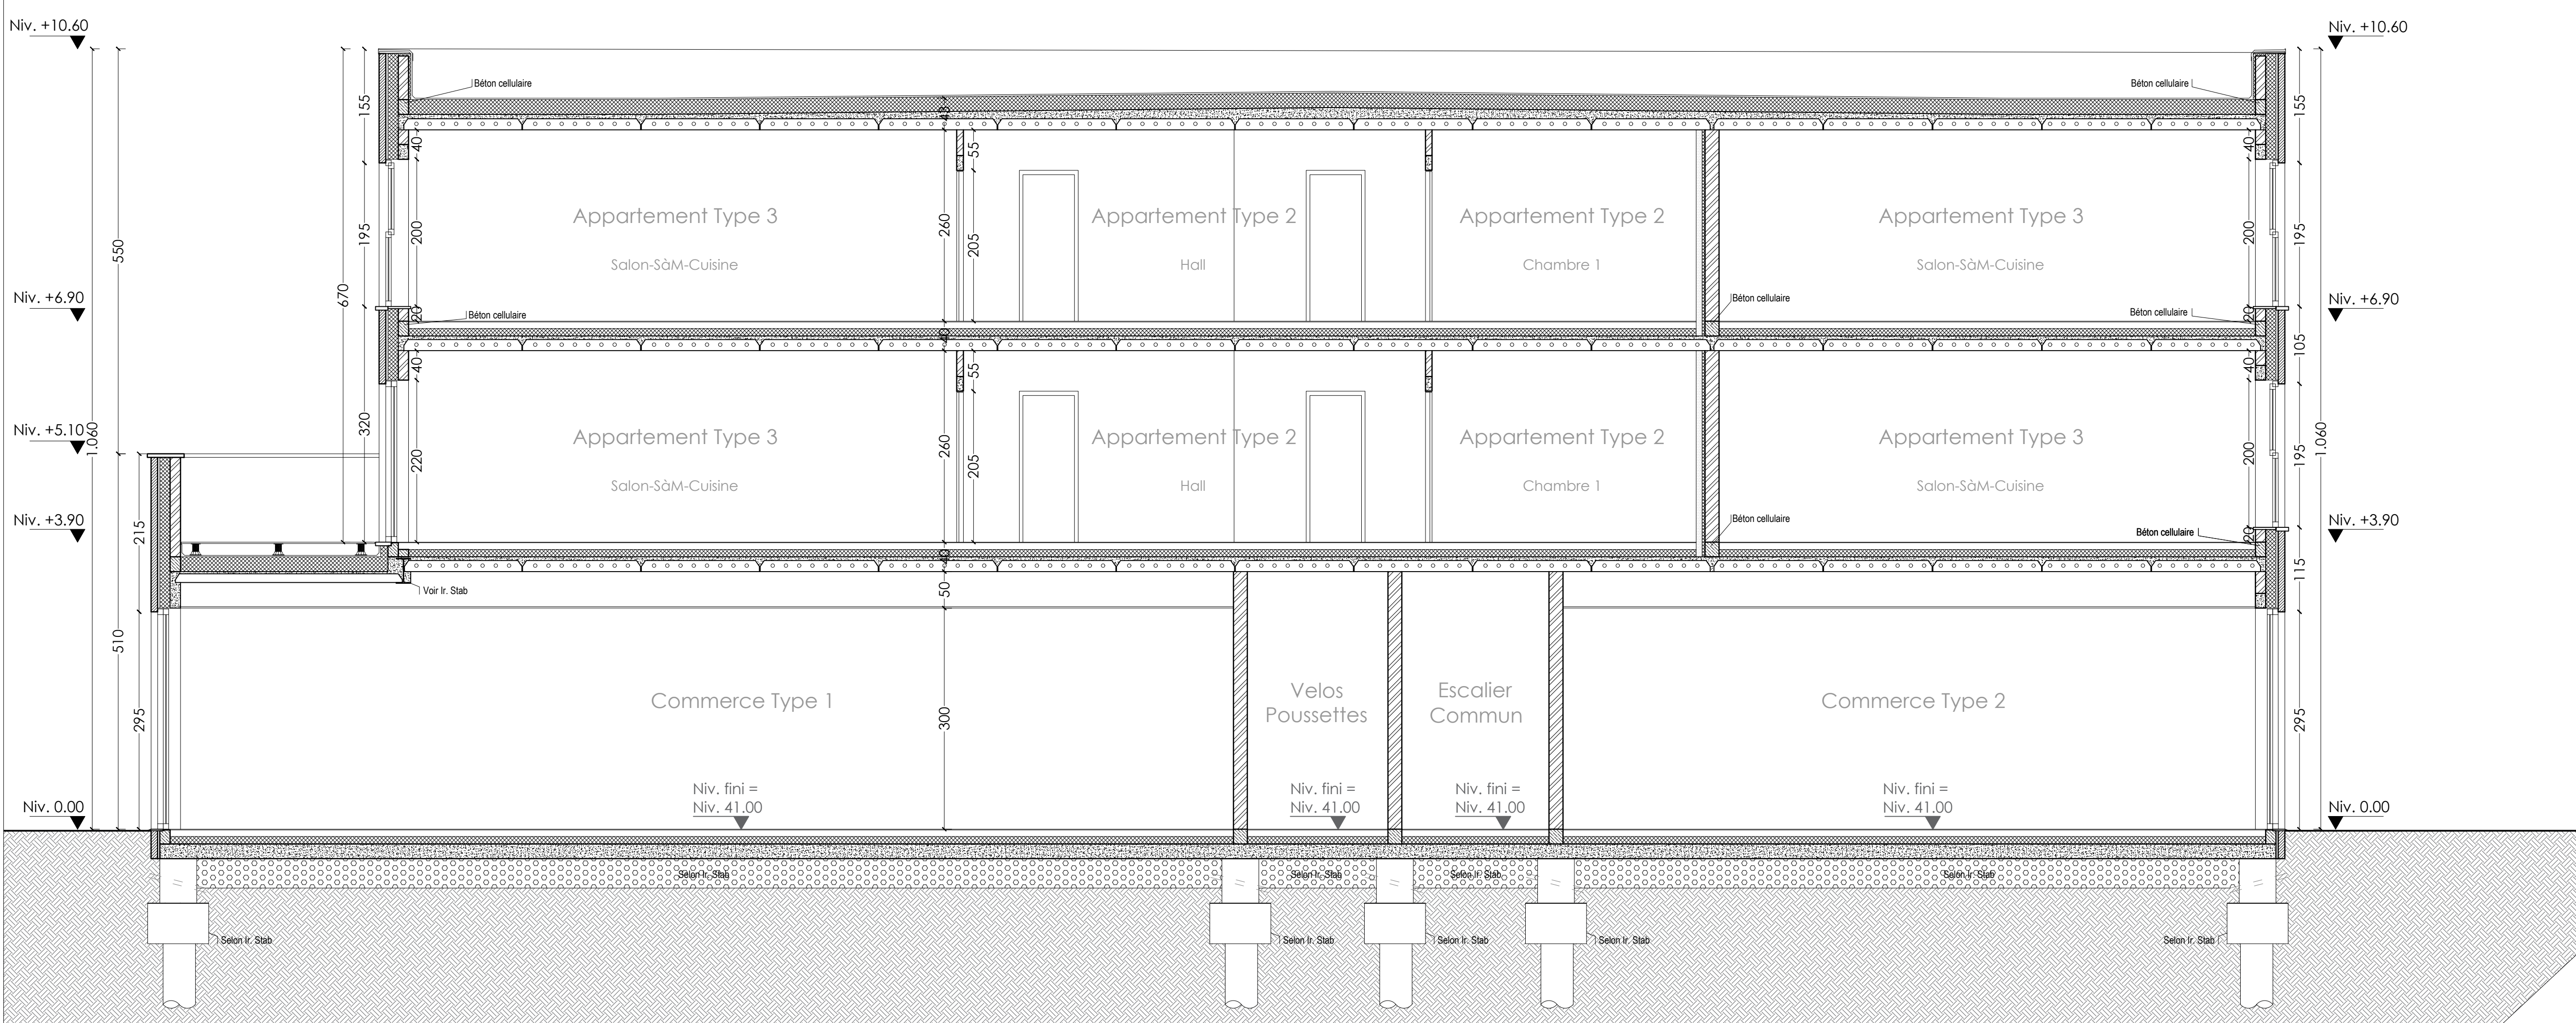 Niv. +10.60
Niv. +10.60
Béton cellulaire
Béton cellulaire
155
43
155
40
55
40
Appartement Type 3
Appartement Type 2
Appartement Type 2
Appartement Type 3
550
195
200
260
205
200
195
Salon-SàM-Cuisine
Hall
Chambre 1
Salon-SàM-Cuisine
670
Niv. +6.90
Niv. +6.90
20
Béton cellulaire
Béton cellulaire
Béton cellulaire
20
40
105
40
55
40
320
Niv. +5.10
1.060
Appartement Type 3
Appartement Type 2
Appartement Type 2
Appartement Type 3
1.060
220
260
205
200
195
Salon-SàM-Cuisine
Hall
Chambre 1
Salon-SàM-Cuisine
Niv. +3.90
Niv. +3.90
215
Béton cellulaire
Béton cellulaire
20
40
115
Voir Ir. Stab
50
510
Commerce Type 1
Velos
Poussettes
Escalier
Commun
Commerce Type 2
295
300
295
Niv. fini =
Niv. 41.00
Niv. fini =
Niv. 41.00
Niv. fini =
Niv. 41.00
Niv. fini =
Niv. 41.00
Niv. 0.00
Niv. 0.00
Selon Ir. Stab
Selon Ir. Stab
Selon Ir. Stab
Selon Ir. Stab
Selon Ir. Stab
Selon Ir. Stab
Selon Ir. Stab
Selon Ir. Stab
Selon Ir. Stab